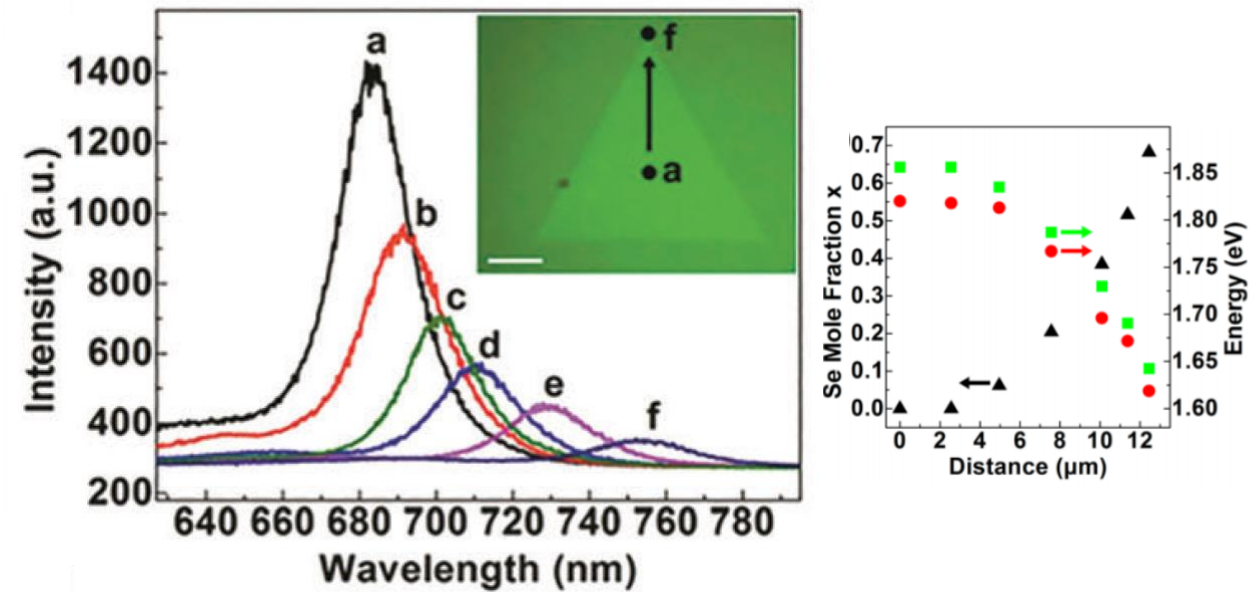 Intensity (a.u.)
1400
1200
1000
800
600
400
200
a
b
c
d
e
f
f
a
640 660 680 700 720 740 760 780
Wavelength (nm)
Se Mole Fraction x
0.7
0.6
0.5
0.4
0.3
0.2
0.1
0.0
1.85
1.80
1.75
1.70
1.65
1.60
Energy (eV)
0 2 4 6 8 10 12
Distance (μm)